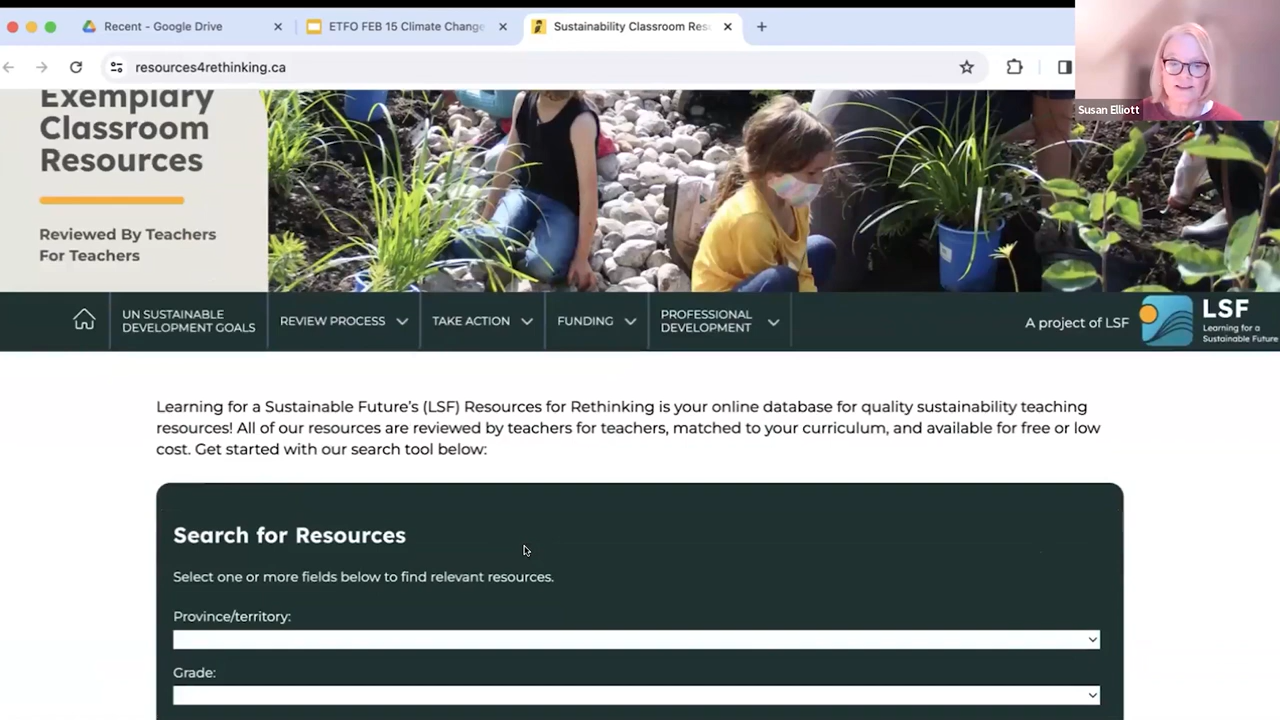 Recent - Google Drive
ETFO FEB 15 Climate Change
Sustainability Classroom Res
resources4rethinking.ca
Susan Elliott
Exemplary
Classroom
Resources
Reviewed By Teachers
For Teachers
UN SUSTAINABLE
DEVELOPMENT GOALS
REVIEW PROCESS
TAKE ACTION
FUNDING
PROFESSIONAL
DEVELOPMENT
A project of LSF
LSF
Learning for a
Sustainable Future
Learning for a Sustainable Future's (LSF) Resources for Rethinking is your online database for quality sustainability teaching
resources! All of our resources are reviewed by teachers for teachers, matched to your curriculum, and available for free or low
cost. Get started with our search tool below:
Search for Resources
Select one or more fields below to find relevant resources.
Province/territory:
Grade: